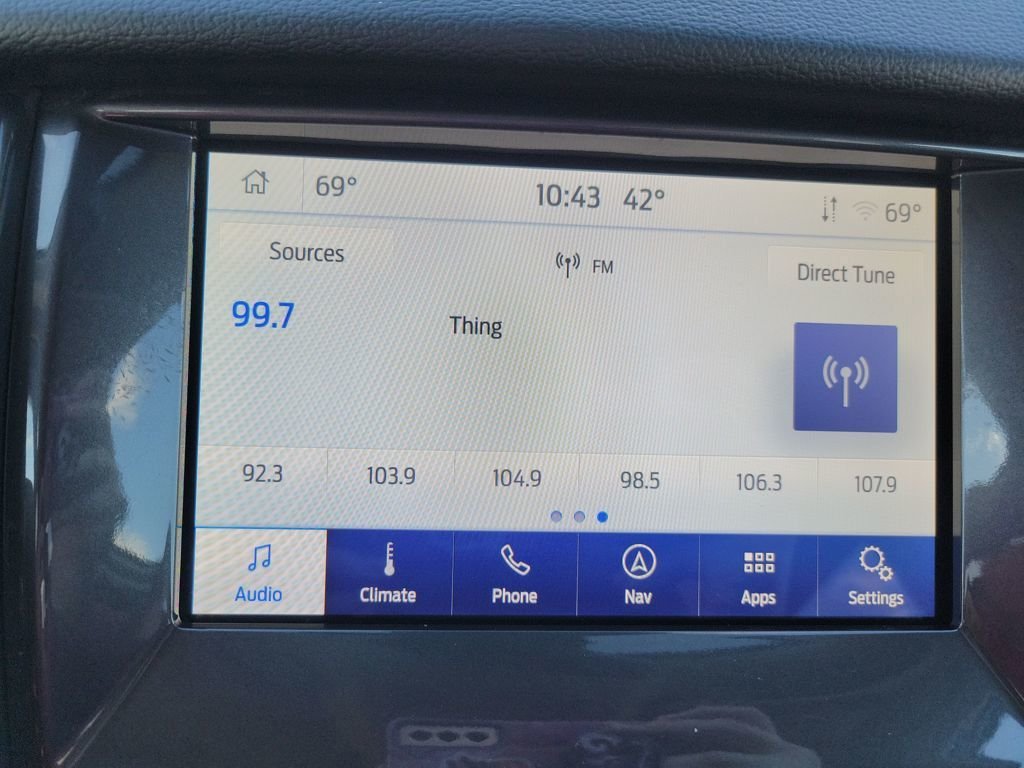 69° 10:43 42° 69°
Sources FM Direct Tune
99.7 Thing
92.3 103.9 104.9 98.5 106.3 107.9
Audio Climate Phone Nav Apps Settings